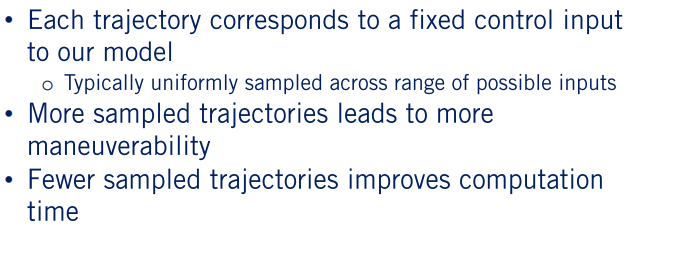 • Each trajectory corresponds to a fixed control input
to our model
o Typically uniformly sampled across range of possible inputs
• More sampled trajectories leads to more
maneuverability
• Fewer sampled trajectories improves computation
time